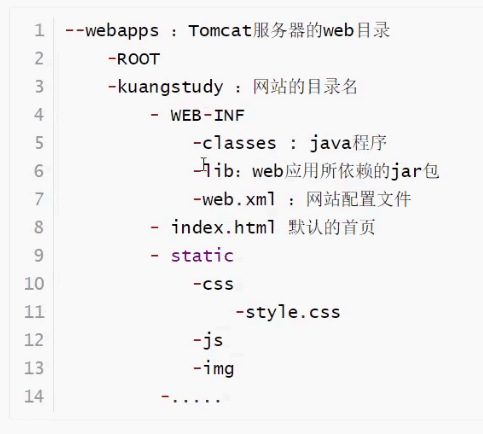 1 --webapps ：Tomcat服务器的web目录
2 -ROOT
3 -kuangstudy ：网站的目录名
4 - WEB-INF
5 -classes : java程序
6 -lib：web应用所依赖的jar包
7 -web.xml ：网站配置文件
8 - index.html 默认的首页
9 - static
10 -css
11 -style.css
12 -js
13 -img
14 -.....